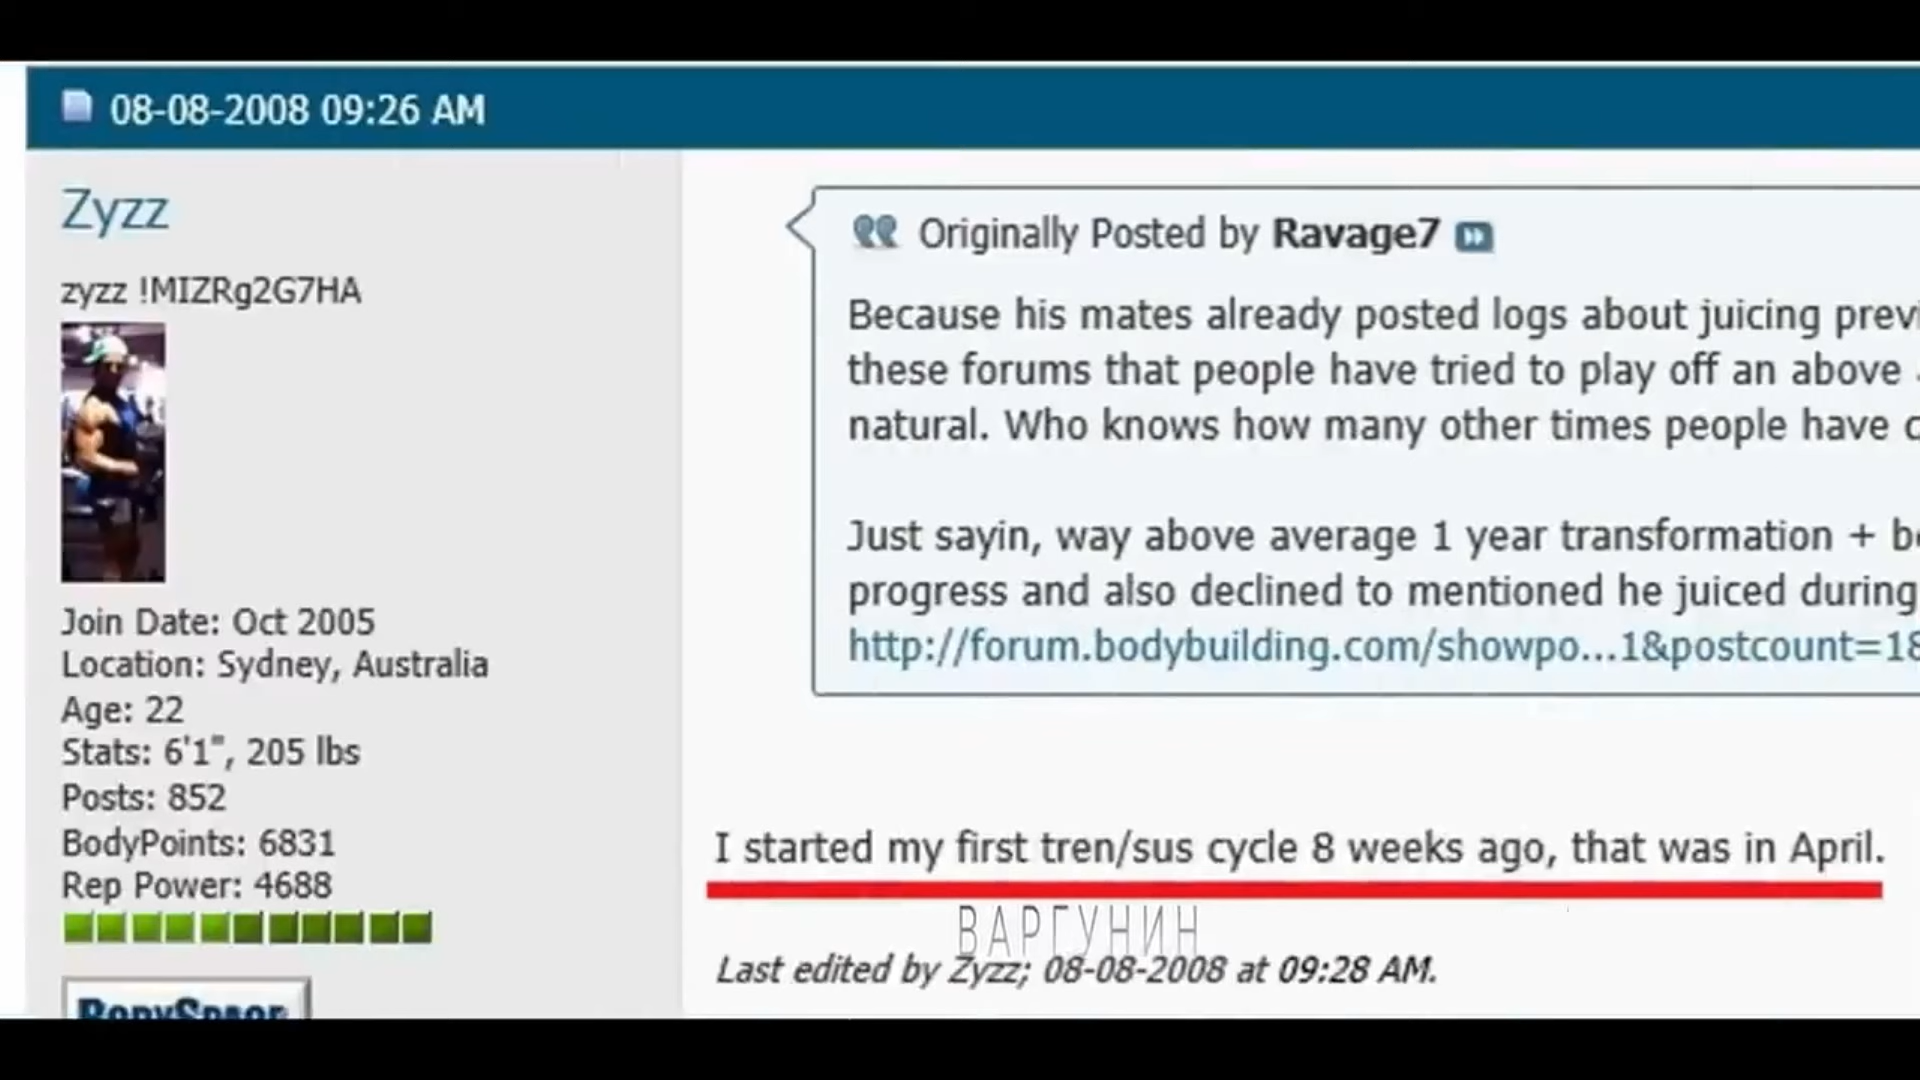 08-08-2008 09:26 AM
Zyzz
zyzz !MIZRg2G7HA
Join Date: Oct 2005
Location: Sydney, Australia
Age: 22
Stats: 6'1", 205 lbs
Posts: 852
BodyPoints: 6831
Rep Power: 4688
BodySpace
Originally Posted by Ravage7
Because his mates already posted logs about juicing
these forums that people have tried to play off an above
natural. Who knows how many other times people have
Just sayin, way above average 1 year transformation +
progress and also declined to mentioned he juiced during
http://forum.bodybuilding.com/showpo...1&postcount=18
I started my first tren/sus cycle 8 weeks ago, that was in April.
ВАРГУНИН
Last edited by Zyzz; 08-08-2008 at 09:28 AM.